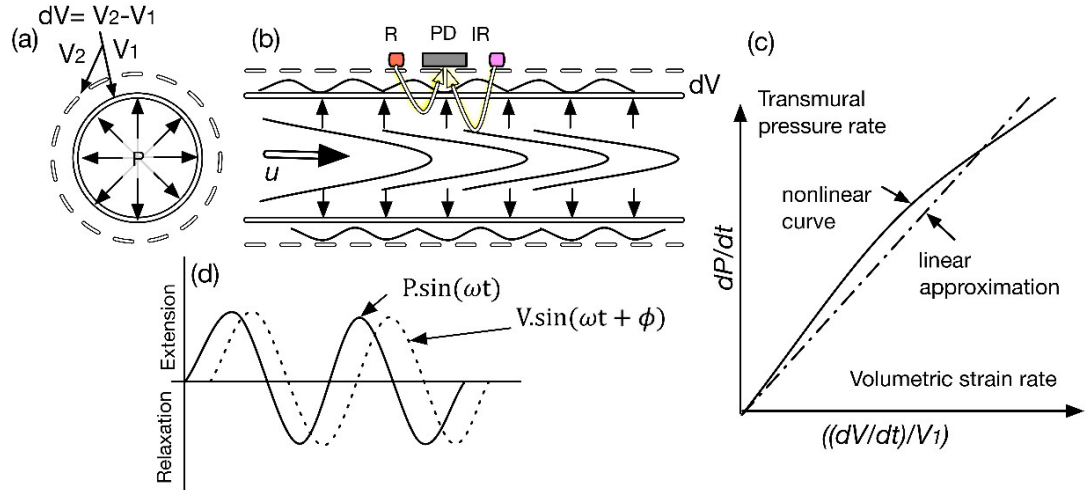 (a)
dV= V2-V1
V2
V1
P
(b)
R
PD
IR
dV
u
(c)
Transmural
pressure rate
nonlinear
curve
linear
approximation
dP/dt
Volumetric strain rate
((dV/dt)/V1)
(d)
Extension
Relaxation
P.sin(ωt)
V.sin(ωt + ϕ)